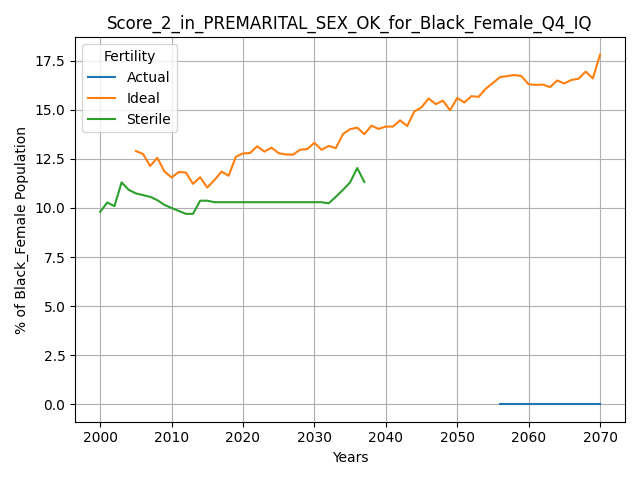 Score_2_in_PREMARITAL_SEX_OK_for_Black_Female_Q4_IQ
Fertility
Actual
Ideal
Sterile
% of Black_Female Population
17.5
15.0
12.5
10.0
7.5
5.0
2.5
0.0
2000 2010 2020 2030 2040 2050 2060 2070
Years